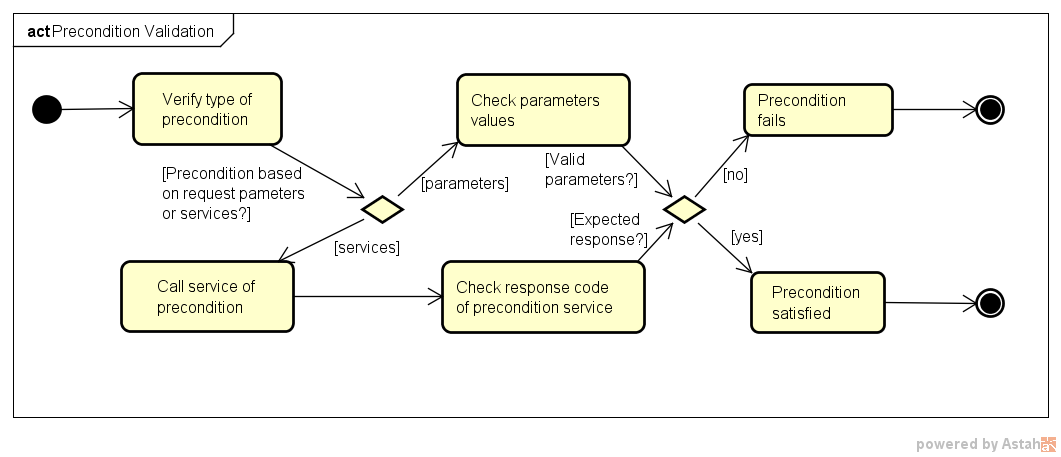 act Precondition Validation
Verify type of
precondition
Check parameters
values
Precondition
fails
[Precondition based
on request pameters
or services?]
[parameters]
[Valid
parameters?]
[no]
[services]
[Expected
response?]
[yes]
Call service of
precondition
Check response code
of precondition service
Precondition
satisfied
powered by Astah